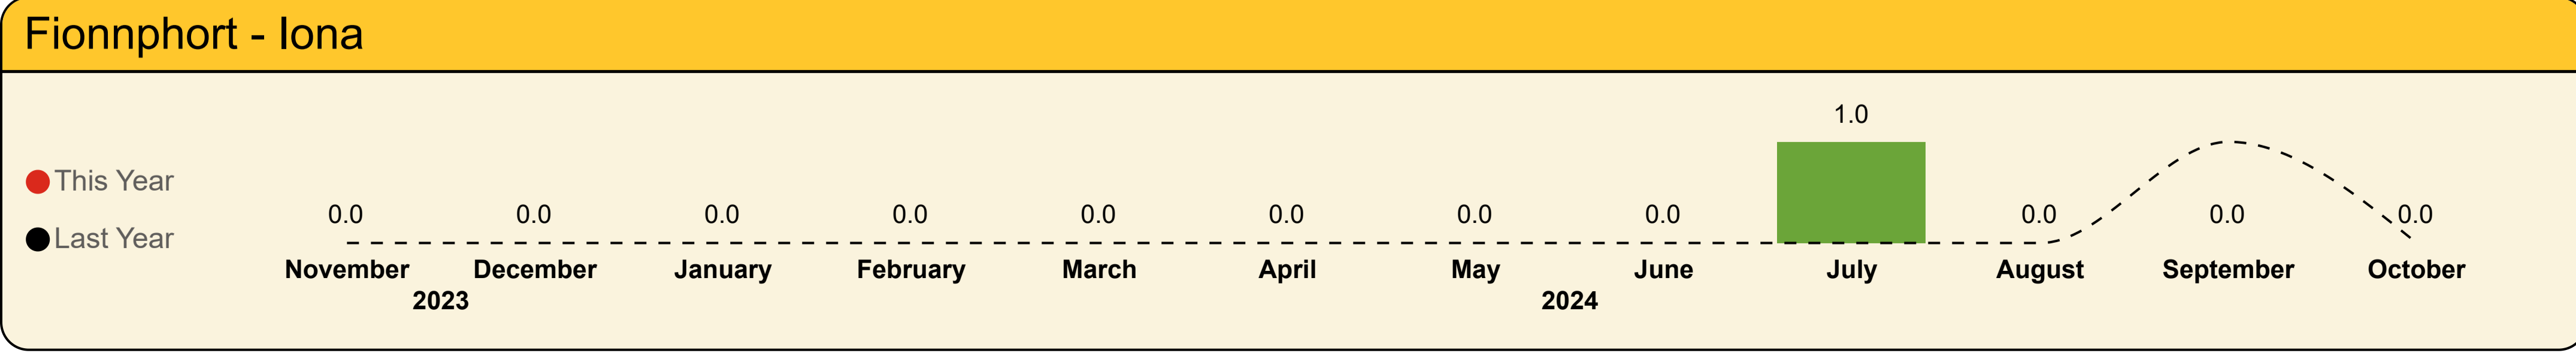 Fionnphort - Iona
1.0
This Year
0.0 0.0 0.0 0.0 0.0 0.0 0.0 0.0 0.0 0.0 0.0
Last Year
November December January February March April May June July August September October
2023 2024